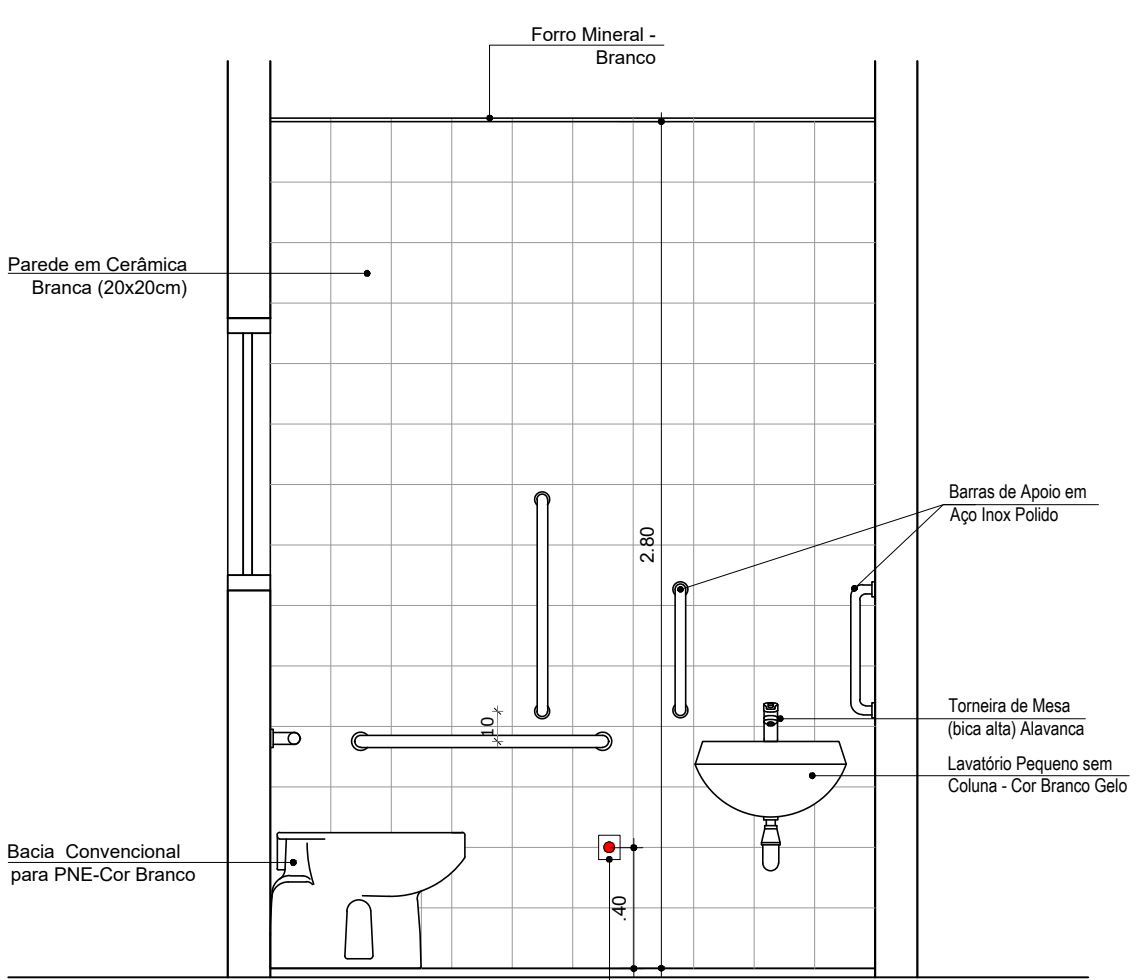 Forro Mineral -
Branco
Parede em Cerâmica
Branca (20x20cm)
Barras de Apoio em
Aço Inox Polido
2.80
10
Torneira de Mesa
(bica alta) Alavanca
Lavatório Pequeno sem
Coluna - Cor Branco Gelo
Bacia Convencional
para PNE-Cor Branco
.40